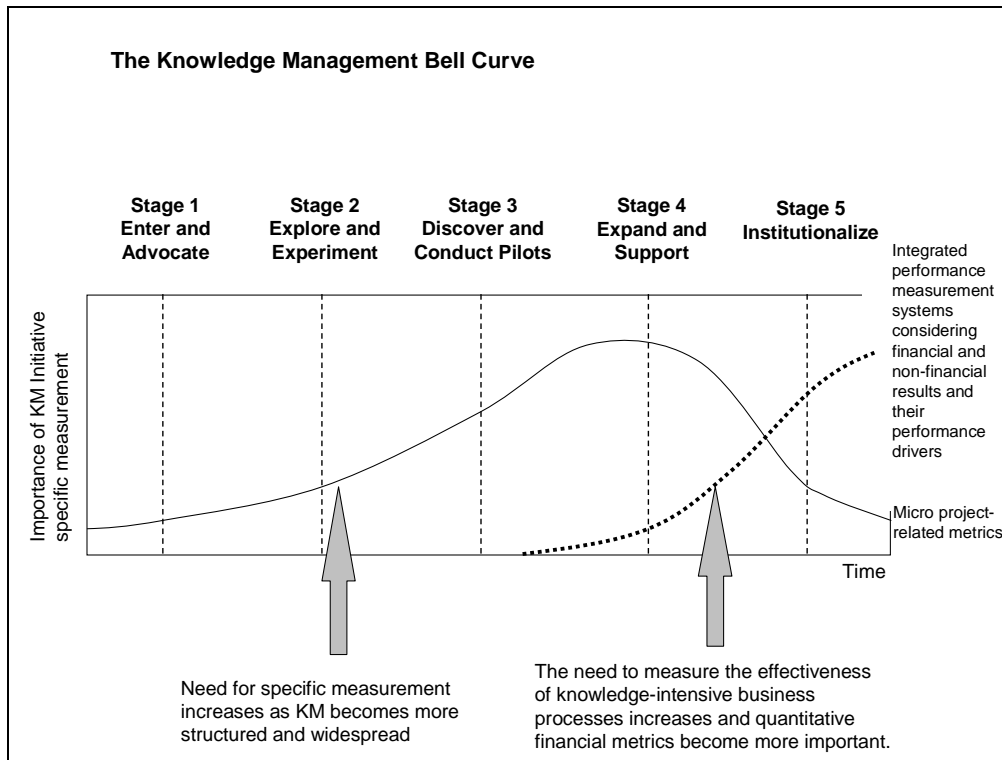 The Knowledge Management Bell Curve
Stage 1
Enter and
Advocate
Stage 2
Explore and
Experiment
Stage 3
Discover and
Conduct Pilots
Stage 4
Expand and
Support
Stage 5
Institutionalize
Integrated
performance
measurement
systems
considering
financial and
non-financial
results and
their
performance
drivers
Importance of KM Initiative
specific measurement
Micro project-
related metrics
Time
Need for specific measurement
increases as KM becomes more
structured and widespread
The need to measure the effectiveness
of knowledge-intensive business
processes increases and quantitative
financial metrics become more important.